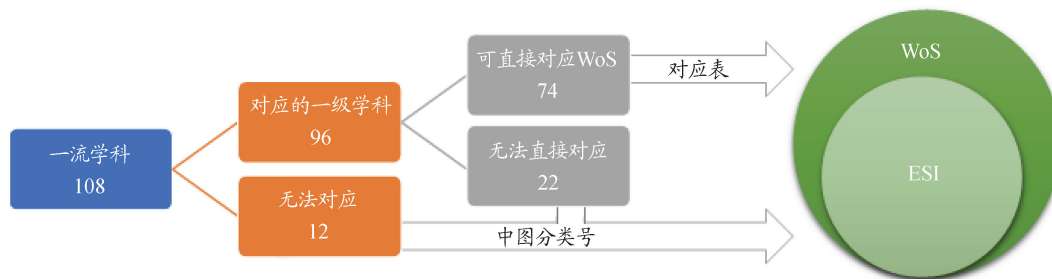 一流学科
108
对应的一级学科
96
无法对应
12
可直接对应WoS
74
无法直接对应
22
对应表
中图分类号
WoS
ESI